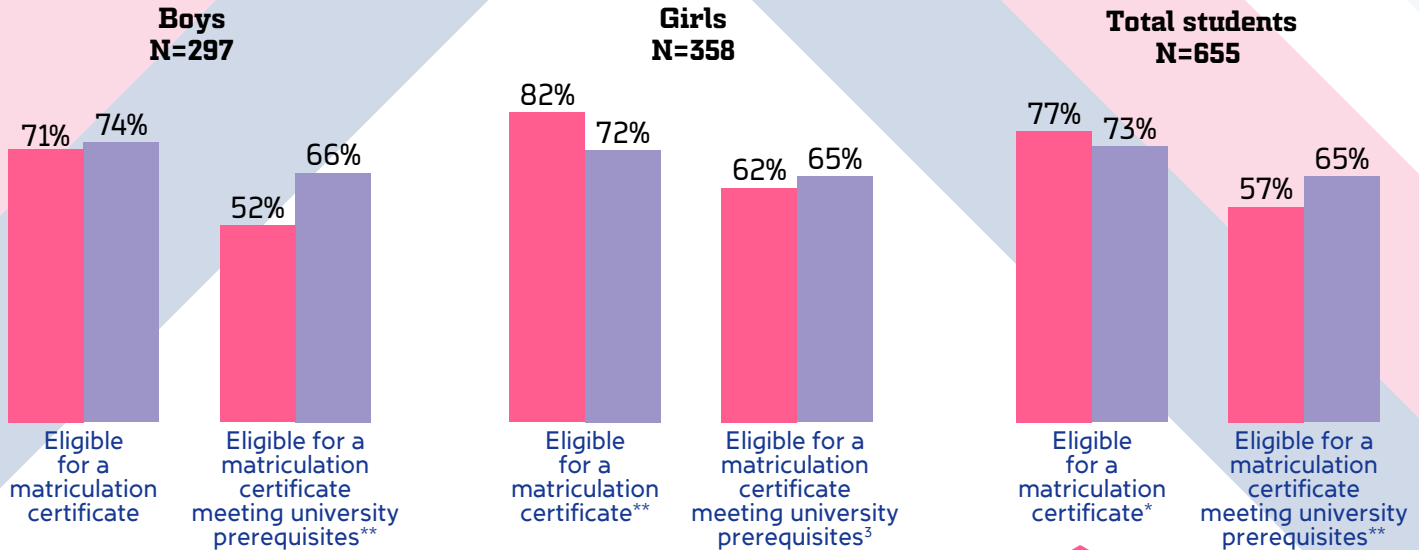 Boys
N=297
71%
74%
52%
66%
Eligible
for a
matriculation
certificate
Eligible for a
matriculation
certificate
meeting university
prerequisites**
Girls
N=358
82%
72%
62%
65%
Eligible
for a
matriculation
certificate**
Eligible for a
matriculation
certificate
meeting university
prerequisites³
Total students
N=655
77%
73%
57%
65%
Eligible
for a
matriculation
certificate*
Eligible for a
matriculation
certificate
meeting university
prerequisites**